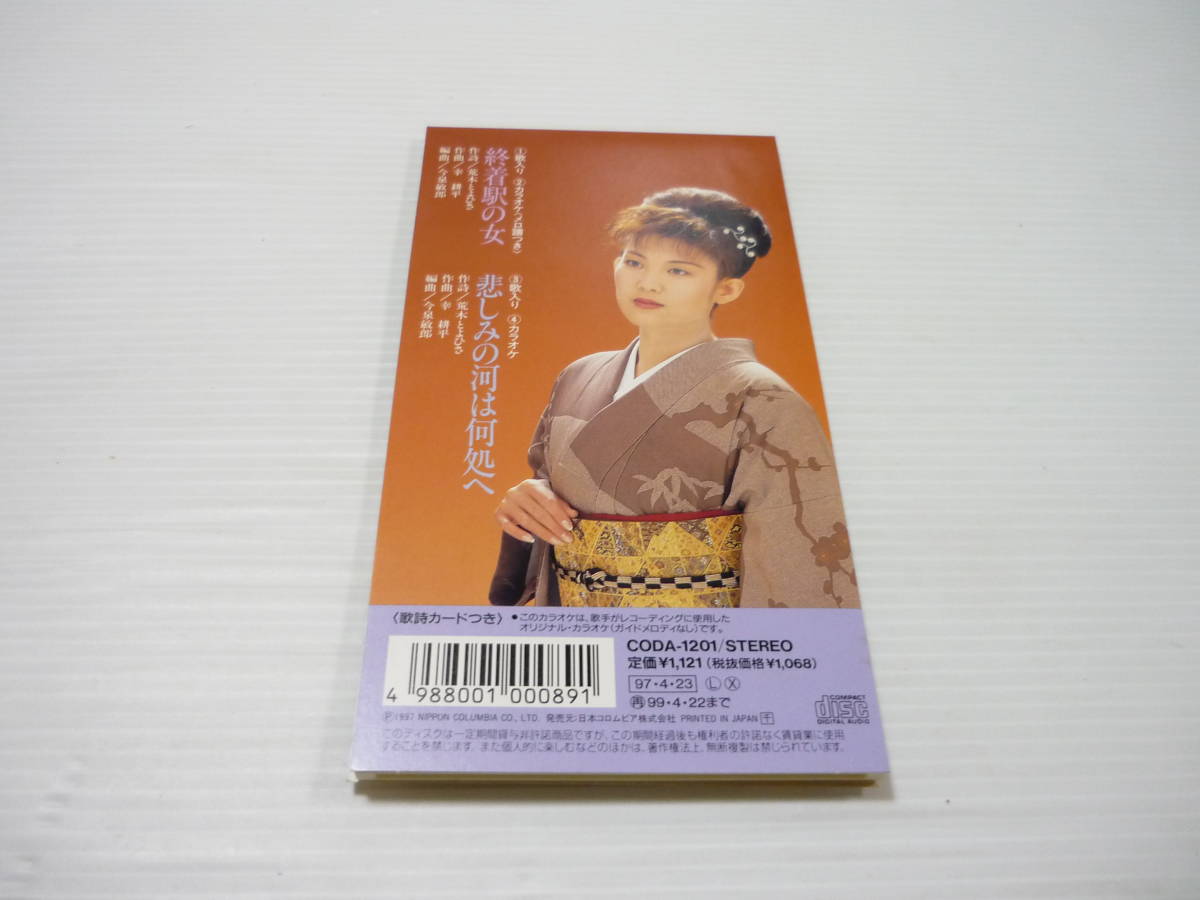 ①歌入り ②カラオケ〈メロ譜つき〉
終着駅の女
作詩／荒木とよひさ
作曲／幸 耕平
編曲／今泉敏郎
③歌入り ④カラオケ
悲しみの河は何処へ
作詩／荒木とよひさ
作曲／幸 耕平
編曲／今泉敏郎
〈歌詩カードつき〉 ●このカラオケは、歌手がレコーディングに使用した
オリジナル・カラオケ(ガイドメロディなし)です。
CODA-1201/STEREO
定価¥1,121(税抜価格¥1,068)
97・4・23 Ⓛ Ⓧ
再99・4・22まで
4 988001 000891
COMPACT
disc
DIGITAL AUDIO
Ⓟ1997 NIPPON COLUMBIA CO., LTD. 発売元:日本コロムビア株式会社 PRINTED IN JAPAN 千
このディスクは一定期間貸与非許諾商品ですが、この期間経過後も権利者の許諾なく賃貸業に使用
することを禁じます。また個人的に楽しむなどのほかは、著作権法上、無断複製は禁じられています。